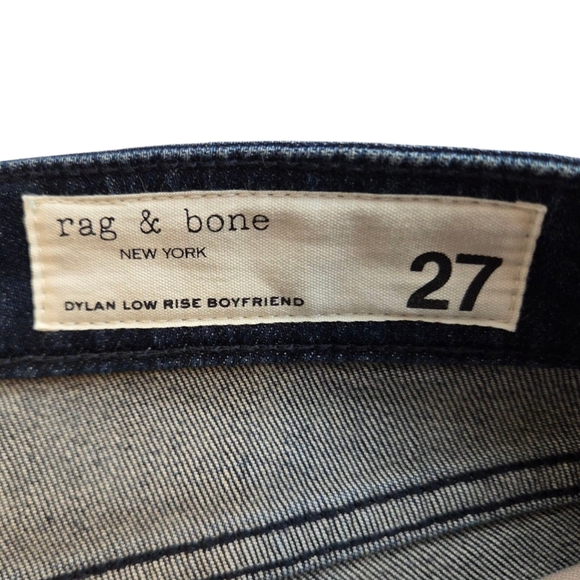 rag & bone
NEW YORK
DYLAN LOW RISE BOYFRIEND
27